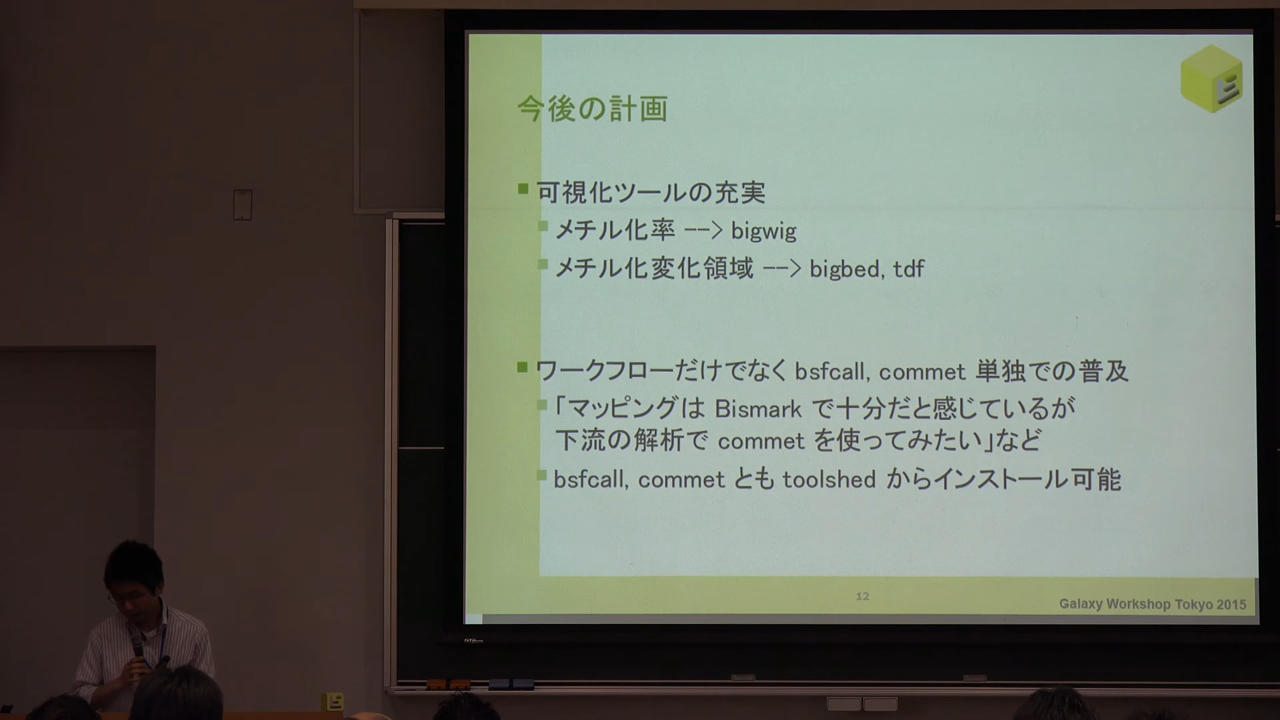 今後の計画
可視化ツールの充実
メチル化率 --> bigwig
メチル化変化領域 --> bigbed, tdf
ワークフローだけでなく bsfcall, commet 単独での普及
「マッピングは Bismark で十分だと感じているが
下流の解析で commet を使ってみたい」など
bsfcall, commet とも toolshed からインストール可能
12
Galaxy Workshop Tokyo 2015